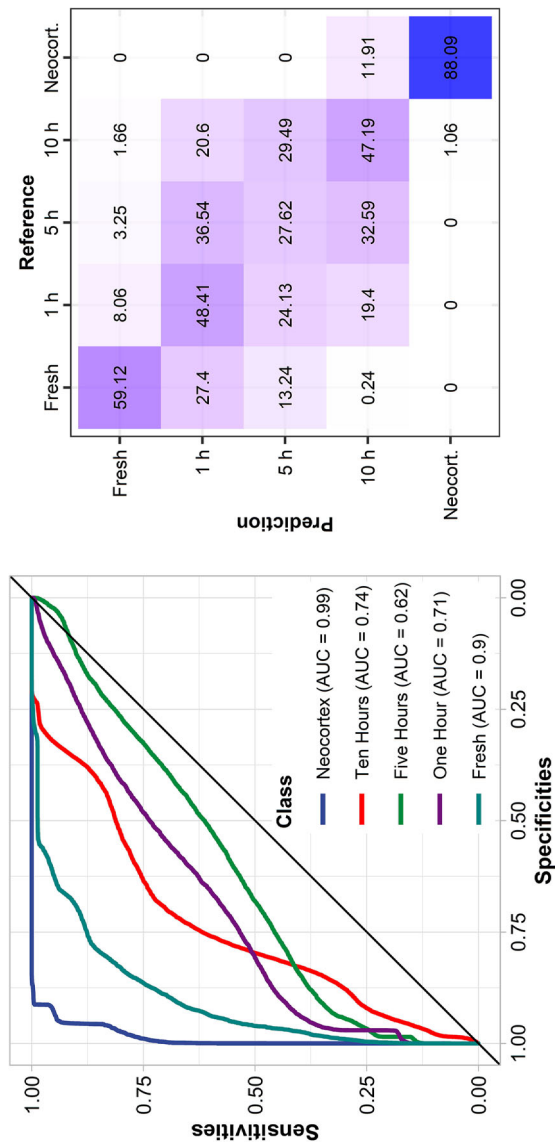 Sensitivities
1.00
0.75
0.50
0.25
0.00
Class
Neocortex (AUC = 0.99)
Ten Hours (AUC = 0.74)
Five Hours (AUC = 0.62)
One Hour (AUC = 0.71)
Fresh (AUC = 0.9)
1.00 0.75 0.50 0.25 0.00
Specificities
Reference
Fresh 1 h 5 h 10 h Neocort.
Prediction
Fresh 59.12 8.06 3.25 1.66 0
1 h 27.4 48.41 36.54 20.6 0
5 h 13.24 24.13 27.62 29.49 0
10 h 0.24 19.4 32.59 47.19 11.91
Neocort. 0 0 0 1.06 88.09